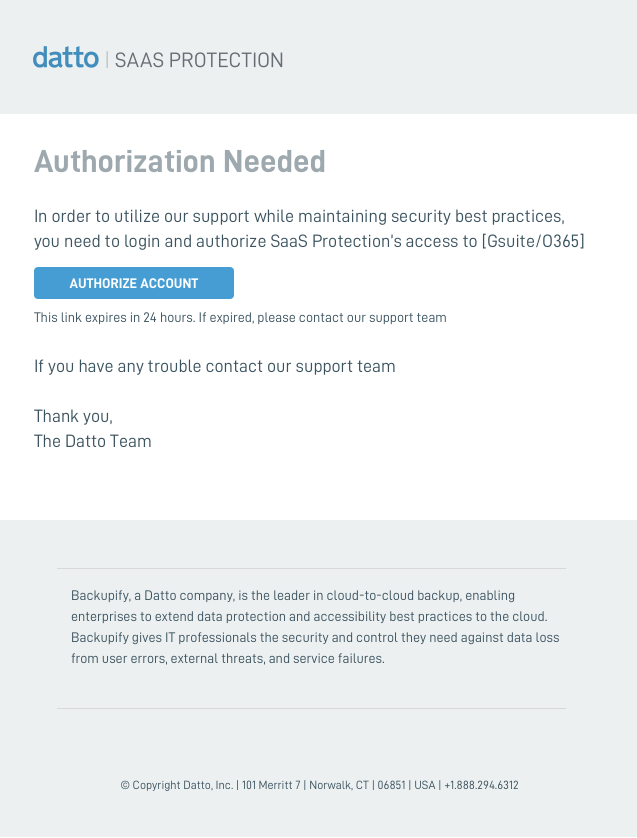 datto | SAAS PROTECTION
Authorization Needed
In order to utilize our support while maintaining security best practices,
you need to login and authorize SaaS Protection's access to [Gsuite/O365]
AUTHORIZE ACCOUNT
This link expires in 24 hours. If expired, please contact our support team
If you have any trouble contact our support team
Thank you,
The Datto Team
Backupify, a Datto company, is the leader in cloud-to-cloud backup, enabling
enterprises to extend data protection and accessibility best practices to the cloud.
Backupify gives IT professionals the security and control they need against data loss
from user errors, external threats, and service failures.
© Copyright Datto, Inc. | 101 Merritt 7 | Norwalk, CT | 06851 | USA | +1.888.294.6312